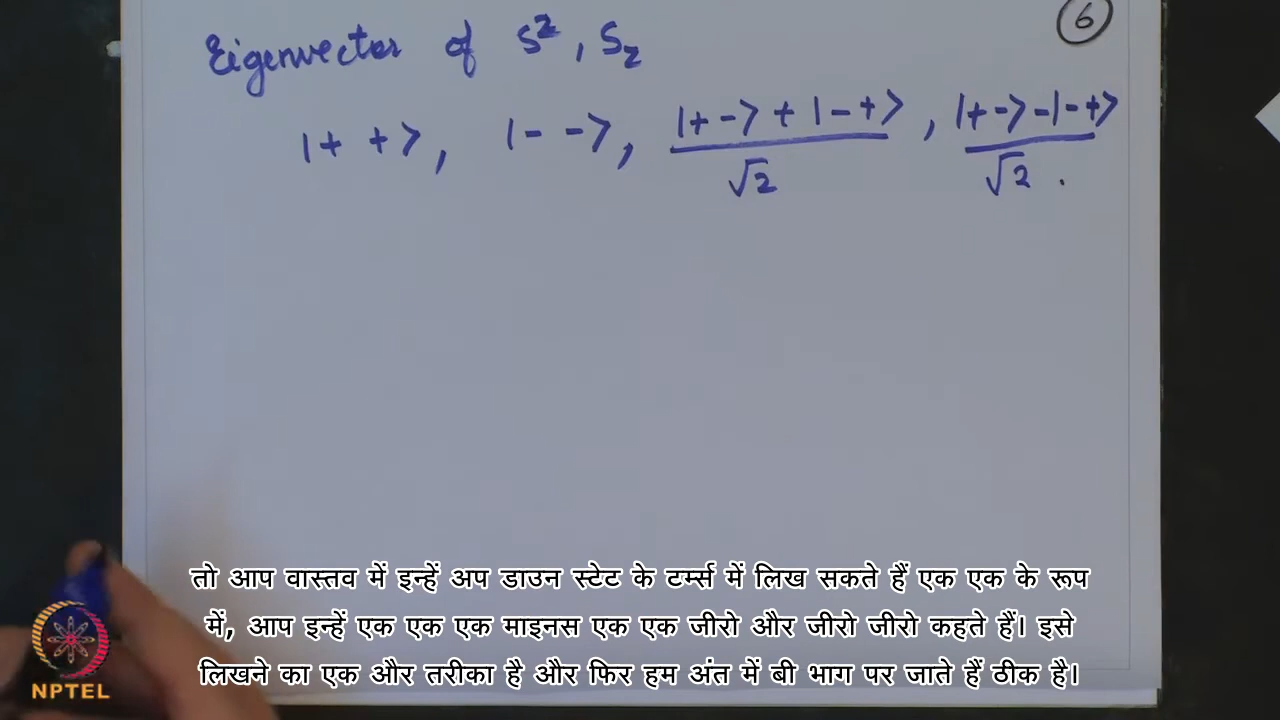 6
Eigenvector of S², S_z
|+ +>, |- ->, (|+ -> + |- +>)/√2, (|+ -> - |- +>)/√2 .
तो आप वास्तव में इन्हें अप डाउन स्टेट के टर्म्स में लिख सकते हैं एक एक के रूप
में, आप इन्हें एक एक एक माइनस एक एक जीरो और जीरो जीरो कहते हैं। इसे
लिखने का एक और तरीका है और फिर हम अंत में बी भाग पर जाते हैं ठीक है।
NPTEL